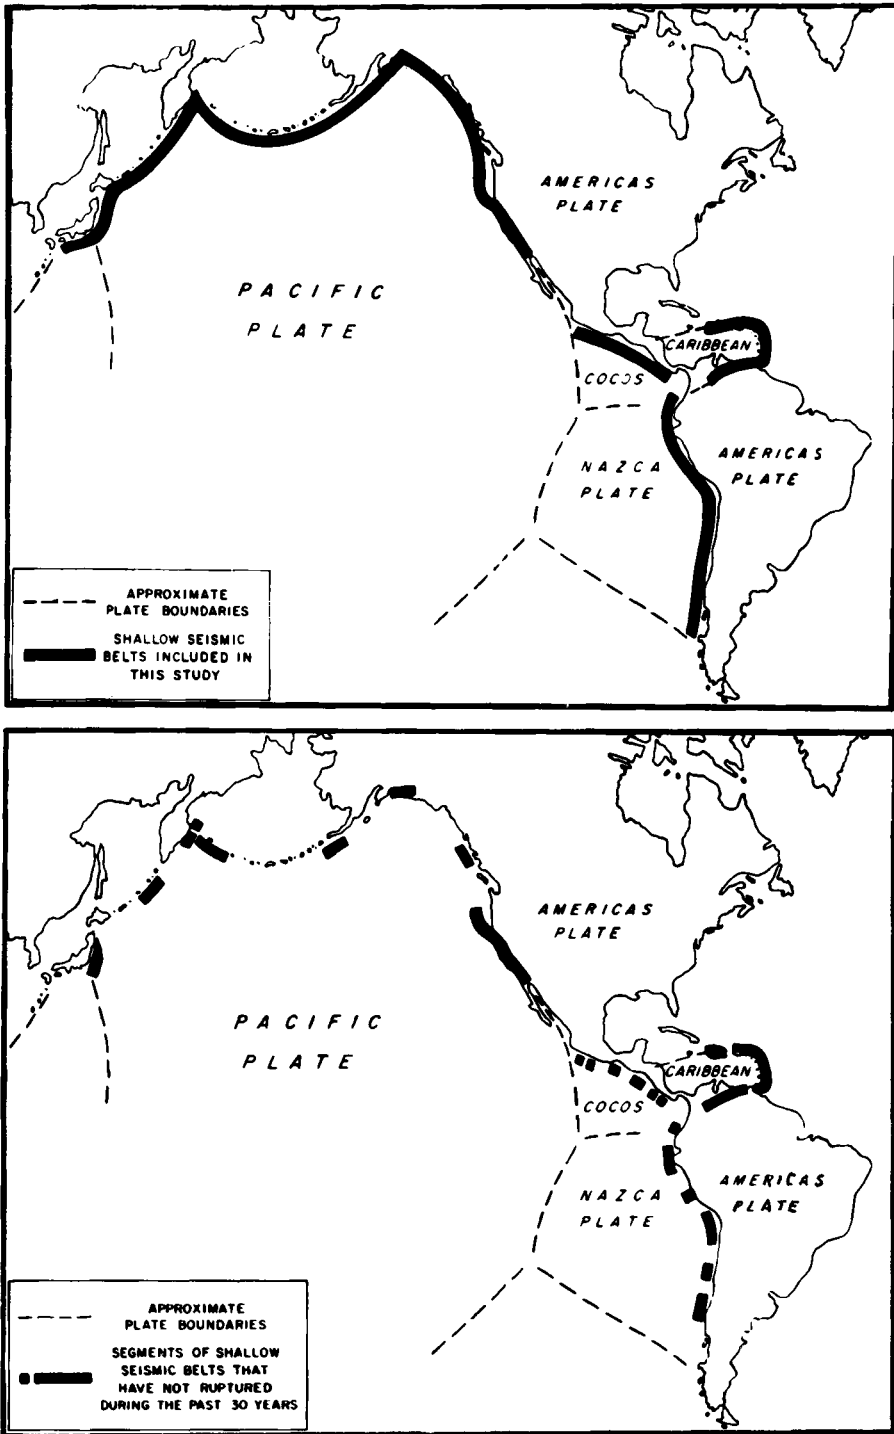 AMERICAS
PLATE
PACIFIC
PLATE
CARIBBEAN
COCOS
NAZCA
PLATE
AMERICAS
PLATE
APPROXIMATE
PLATE BOUNDARIES
SHALLOW SEISMIC
BELTS INCLUDED IN
THIS STUDY
AMERICAS
PLATE
PACIFIC
PLATE
CARIBBEAN
COCOS
NAZCA
PLATE
AMERICAS
PLATE
APPROXIMATE
PLATE BOUNDARIES
SEGMENTS OF SHALLOW
SEISMIC BELTS THAT
HAVE NOT RUPTURED
DURING THE PAST 30 YEARS